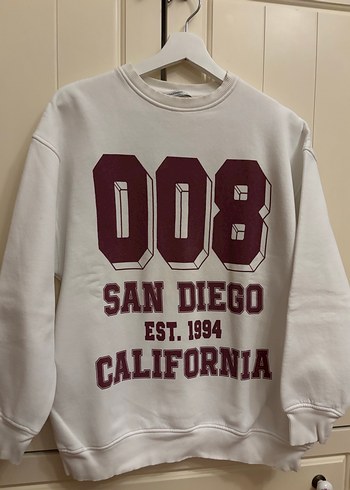 008
SAN DIEGO
EST. 1994
CALIFORNIA